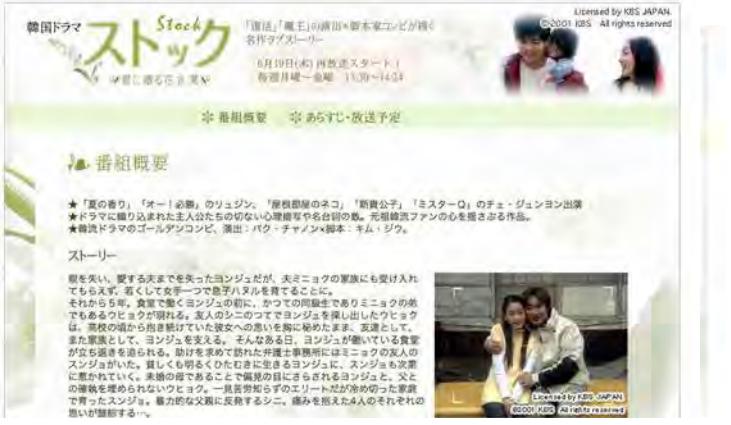 韓国ドラマ
Stock
ストック
「復活」「魔王」の演出×脚本家コンビが描く
名作ラブストーリー
6月19日(木)再放送スタート!
毎週月曜～金曜
Licensed by KBS JAPAN.
©2001 KBS All rights reserved
番組概要 あらすじ・放送予定
番組概要
★「夏の香り」「オー!必勝」のリュジン、「屋根部屋のネコ」「新貴公子」「ミスターQ」のチェ・ジュンヨン出演
★ドラマに織り込まれた主人公たちの切ない心理描写や名台詞の数。元祖韓流ファンの心を揺さぶる作品。
★韓流ドラマのゴールデンコンビ、演出：パク・チャノン×脚本：キム・ジウ。
ストーリー
親を失い、愛する夫までを失ったヨンジュだが、夫ミニョクの家族にも受け入れ
てもらえず、若くして女手一つで息子ハヌルを育てることに。
それから5年。食堂で働くヨンジュの前に、かつての同級生でありミニョクの弟
でもあるウヒョクが現れる。友人のシニのつてでヨンジュを探し出したウヒョク
は、高校の頃から抱き続けていた彼女への思いを胸に秘めたまま、友達として、
また家族として、ヨンジュを支える。そんなある日、ヨンジュが働いている食堂
が立ち退きを迫られる。助けを求めて訪れた弁護士事務所にはミニョクの友人の
スンジョがいた。貧しくも明るくひたむきに生きるヨンジュに、スンジョも次第
に惹かれていく。未婚の母であることで偏見の目にさらされるヨンジュと、父と
の確執を埋められないウヒョク。一見苦労知らずのエリートだが冷め切った家庭
で育ったスンジョ。暴力的な父親に反発するシニ。痛みを抱えた4人のそれぞれの
思いが錯綜する…。
Licensed by KBS JAPAN.
©2001 KBS All rights reserved